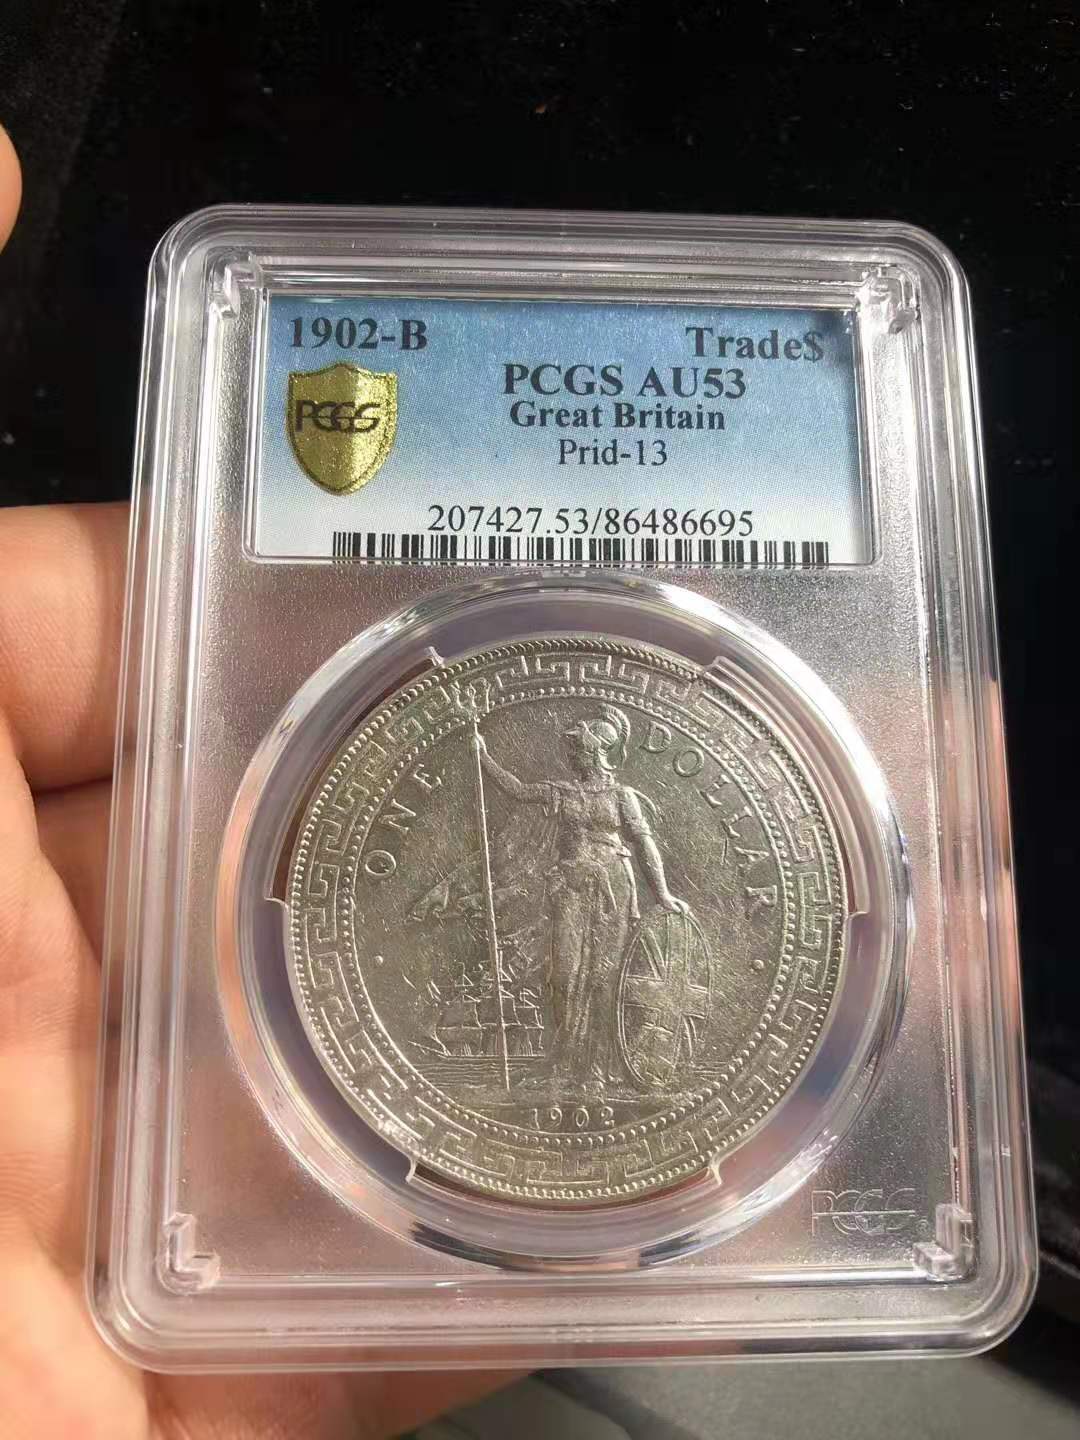 1902-B Trade$
PCGS AU53
PCGS
Great Britain
Prid-13
207427.53/86486695
ONE DOLLAR
1902
PCGS